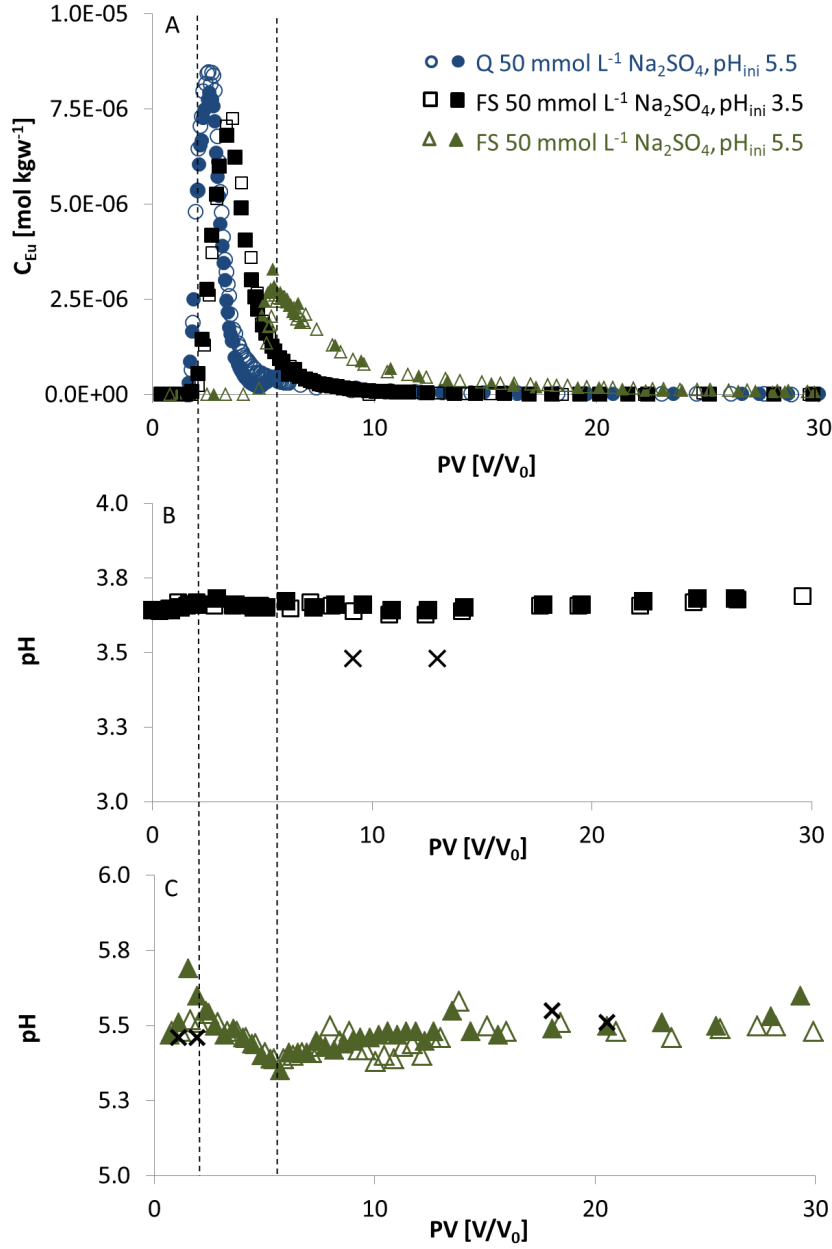 1.0E-05
A
Q 50 mmol L⁻¹ Na₂SO₄, pHini 5.5
FS 50 mmol L⁻¹ Na₂SO₄, pHini 3.5
FS 50 mmol L⁻¹ Na₂SO₄, pHini 5.5
7.5E-06
5.0E-06
2.5E-06
0.0E+00
C_Eu [mol kgw⁻¹]
0 10 20 30
PV [V/V₀]
4.0
B
3.8
3.5
3.3
3.0
pH
0 10 20 30
PV [V/V₀]
6.0
C
5.8
5.5
5.3
5.0
pH
0 10 20 30
PV [V/V₀]